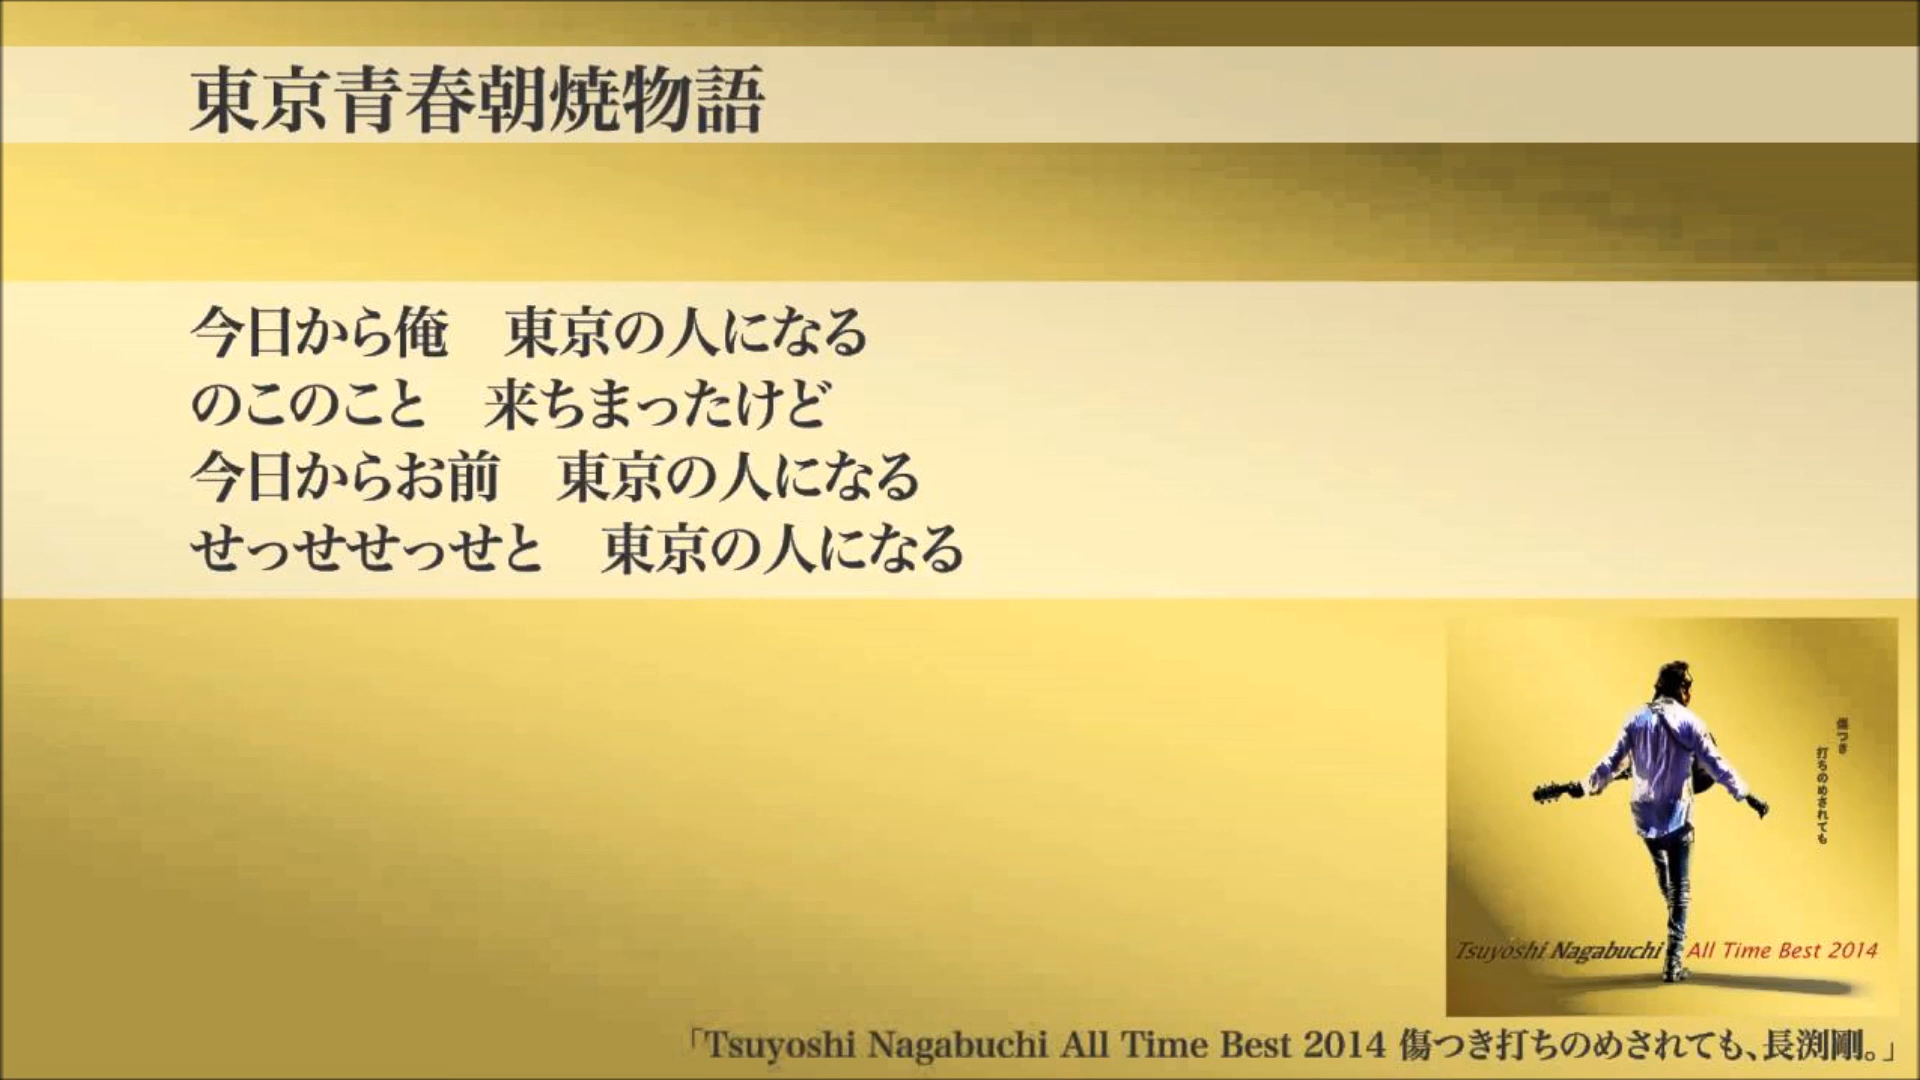 東京青春朝焼物語
今日から俺　東京の人になる
のこのこと　来ちまったけど
今日からお前　東京の人になる
せっせせっせと　東京の人になる
傷つき
打ちのめされても
Tsuyoshi Nagabuchi All Time Best 2014
「Tsuyoshi Nagabuchi All Time Best 2014 傷つき打ちのめされても、長渕剛。」